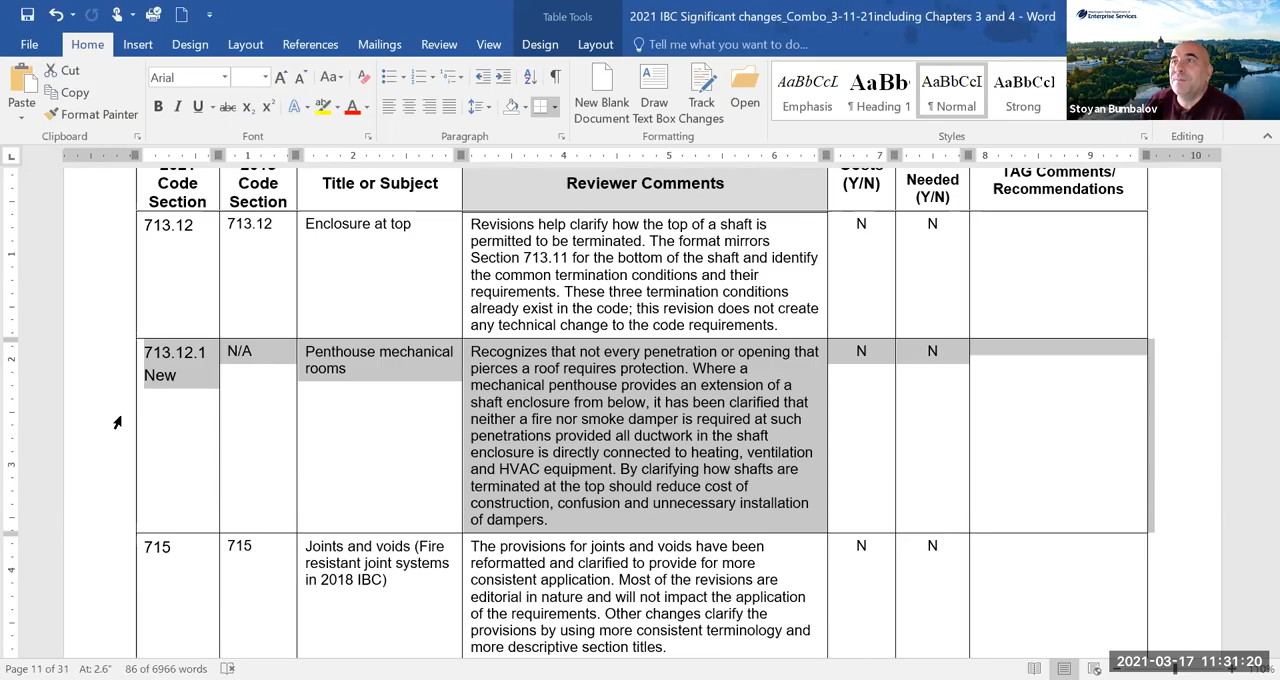 Table Tools
2021 IBC Significant changes_Combo_3-11-21including Chapters 3 and 4 - Word
Washington State Department of
Enterprise Services
File Home Insert Design Layout References Mailings Review View Design Layout Tell me what you want to do...
Cut
Copy
Format Painter
Paste
Arial
New Blank Document
Draw Text Box
Track Changes
Open
AaBbCcL AaBb( AaBbCcI AaBbCcl
Emphasis ¶ Heading 1 ¶ Normal Strong
Stoyan Bumbalov
Clipboard Font Paragraph Formatting Styles Editing
1 2 4 5 6 7 8 9 10
Code Section
Code Section
Title or Subject
Reviewer Comments
(Y/N)
Needed (Y/N)
TAG Comments/
Recommendations
713.12 713.12 Enclosure at top
Revisions help clarify how the top of a shaft is
permitted to be terminated. The format mirrors
Section 713.11 for the bottom of the shaft and identify
the common termination conditions and their
requirements. These three termination conditions
already exist in the code; this revision does not create
any technical change to the code requirements.
N N
713.12.1
New
N/A
Penthouse mechanical
rooms
Recognizes that not every penetration or opening that
pierces a roof requires protection. Where a
mechanical penthouse provides an extension of a
shaft enclosure from below, it has been clarified that
neither a fire nor smoke damper is required at such
penetrations provided all ductwork in the shaft
enclosure is directly connected to heating, ventilation
and HVAC equipment. By clarifying how shafts are
terminated at the top should reduce cost of
construction, confusion and unnecessary installation
of dampers.
N N
715 715
Joints and voids (Fire
resistant joint systems
in 2018 IBC)
The provisions for joints and voids have been
reformatted and clarified to provide for more
consistent application. Most of the revisions are
editorial in nature and will not impact the application
of the requirements. Other changes clarify the
provisions by using more consistent terminology and
more descriptive section titles.
N N
Page 11 of 31 At: 2.6" 86 of 6966 words
2021-03-17 11:31:20